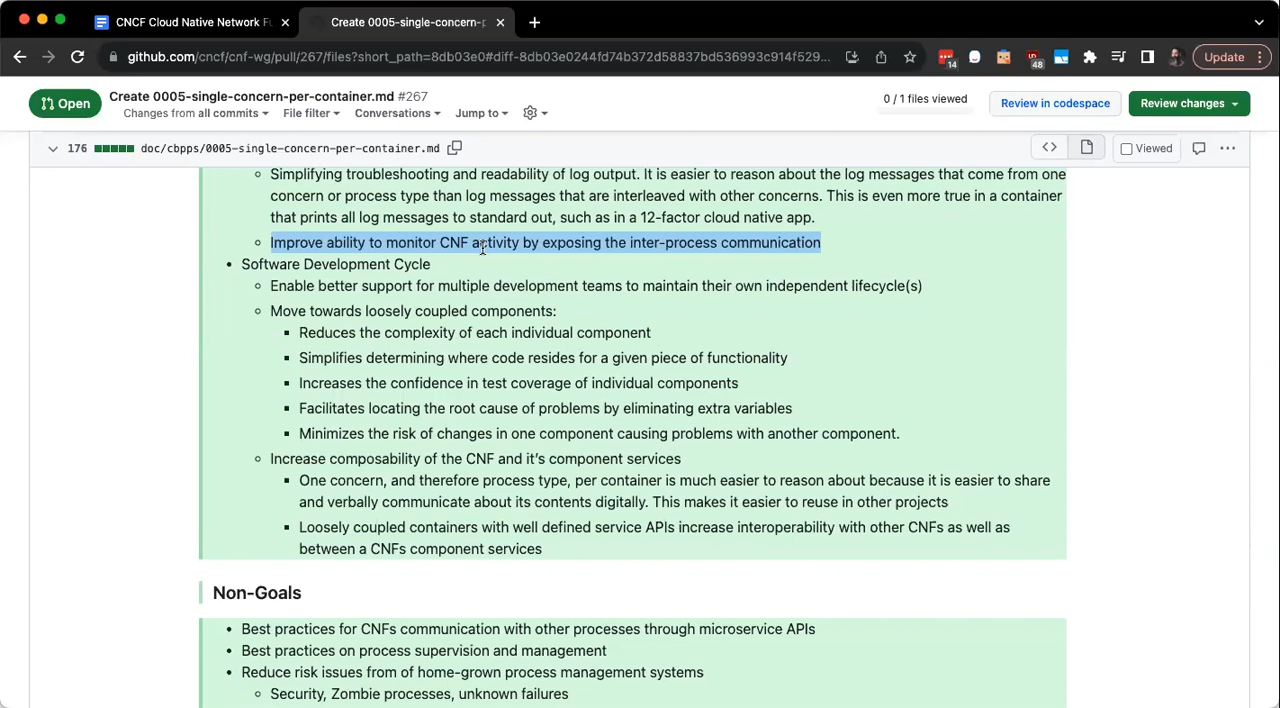 CNCF Cloud Native Network Fu
Create 0005-single-concern-p
github.com/cncf/cnf-wg/pull/267/files?short_path=8db03e0#diff-8db03e0244fd74b372d58887bd536993c914f529...
14
48
Update
Open
Create 0005-single-concern-per-container.md #267
Changes from all commits
File filter
Conversations
Jump to
0 / 1 files viewed
Review in codespace
Review changes
176
doc/cbpps/0005-single-concern-per-container.md
Viewed
Simplifying troubleshooting and readability of log output. It is easier to reason about the log messages that come from one
concern or process type than log messages that are interleaved with other concerns. This is even more true in a container
that prints all log messages to standard out, such as in a 12-factor cloud native app.
Improve ability to monitor CNF activity by exposing the inter-process communication
Software Development Cycle
Enable better support for multiple development teams to maintain their own independent lifecycle(s)
Move towards loosely coupled components:
Reduces the complexity of each individual component
Simplifies determining where code resides for a given piece of functionality
Increases the confidence in test coverage of individual components
Facilitates locating the root cause of problems by eliminating extra variables
Minimizes the risk of changes in one component causing problems with another component.
Increase composability of the CNF and it's component services
One concern, and therefore process type, per container is much easier to reason about because it is easier to share
and verbally communicate about its contents digitally. This makes it easier to reuse in other projects
Loosely coupled containers with well defined service APIs increase interoperability with other CNFs as well as
between a CNFs component services
Non-Goals
Best practices for CNFs communication with other processes through microservice APIs
Best practices on process supervision and management
Reduce risk issues from of home-grown process management systems
Security, Zombie processes, unknown failures